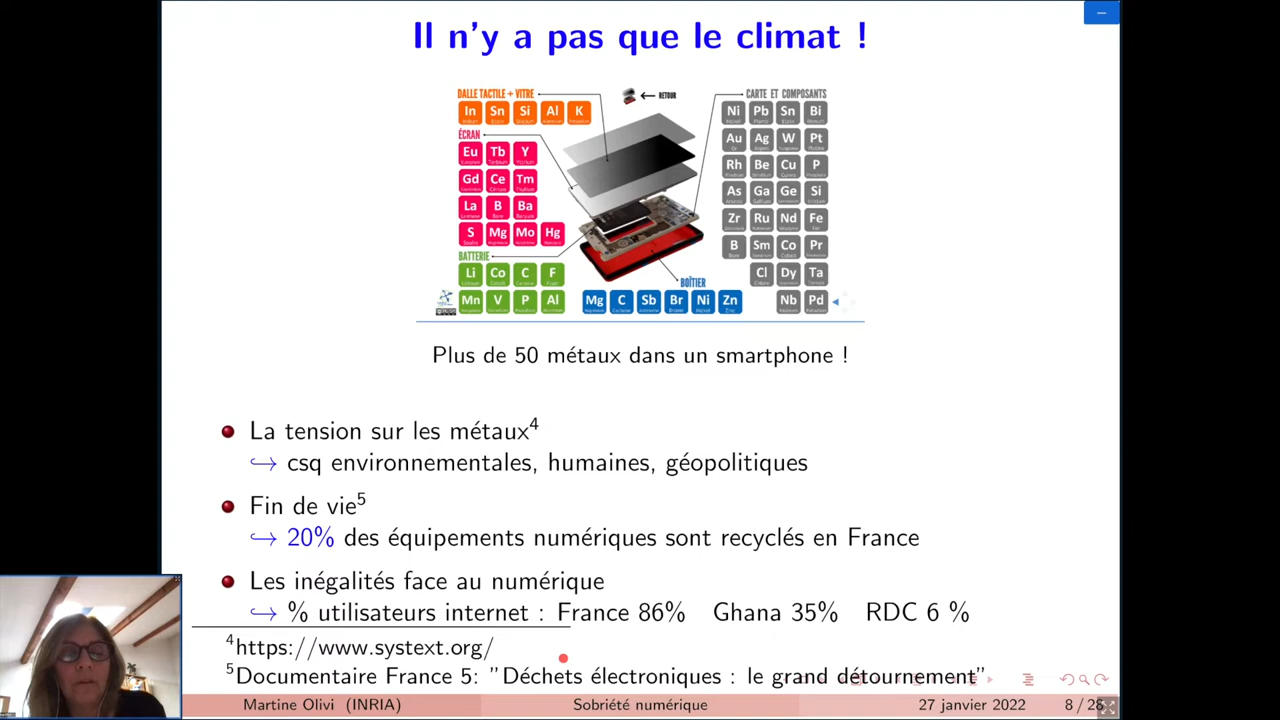 Il n'y a pas que le climat !
DALLE TACTILE + VITRE
RETOUR
CARTE ET COMPOSANTS
In Sn Si Al K
Ni Pb Sn Bi
ÉCRAN
Au Ag W Pt
Eu Tb Y
Rh Be Cu P
Gd Ce Tm
As Ga Ge Si
La B Ba
Zr Ru Nd Fe
S Mg Mo Hg
B Sm Co Pr
BATTERIE
Li Co C F
Cl Dy Ta
BOÎTIER
Mn V P Al
Mg C Sb Br Ni Zn
Nb Pd
Plus de 50 métaux dans un smartphone !
La tension sur les métaux⁴
↪ csq environnementales, humaines, géopolitiques
Fin de vie⁵
↪ 20% des équipements numériques sont recyclés en France
Les inégalités face au numérique
↪ % utilisateurs internet : France 86% Ghana 35% RDC 6 %
⁴https://www.systext.org/
⁵Documentaire France 5: "Déchets électroniques : le grand détournement"
Martine Olivi (INRIA) Sobriété numérique 27 janvier 2022 8 / 28